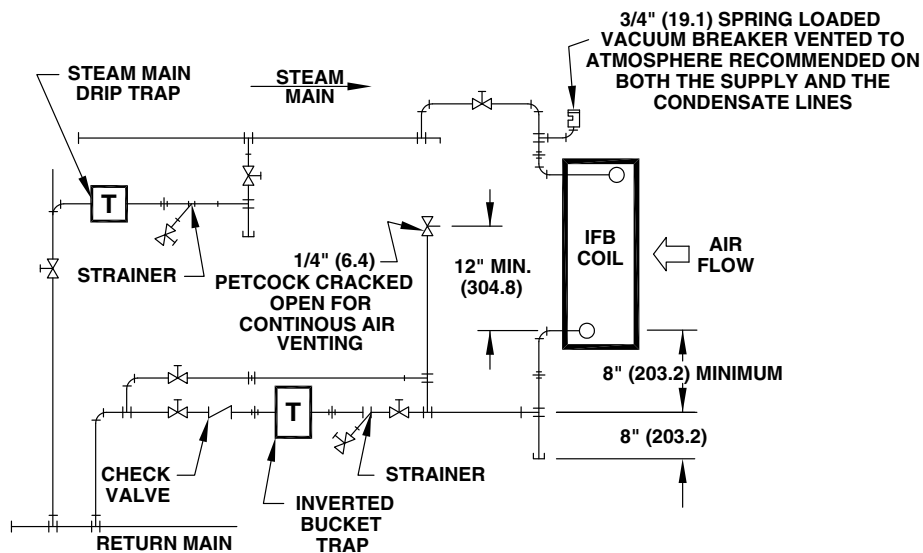 3/4" (19.1) SPRING LOADED
VACUUM BREAKER VENTED TO
ATMOSPHERE RECOMMENDED ON
BOTH THE SUPPLY AND THE
CONDENSATE LINES
STEAM MAIN
DRIP TRAP
STEAM
MAIN
T
STRAINER
1/4" (6.4)
PETCOCK CRACKED
OPEN FOR
CONTINOUS AIR
VENTING
12" MIN.
(304.8)
IFB
COIL
AIR
FLOW
8" (203.2) MINIMUM
8" (203.2)
T
CHECK
VALVE
STRAINER
INVERTED
BUCKET
TRAP
RETURN MAIN